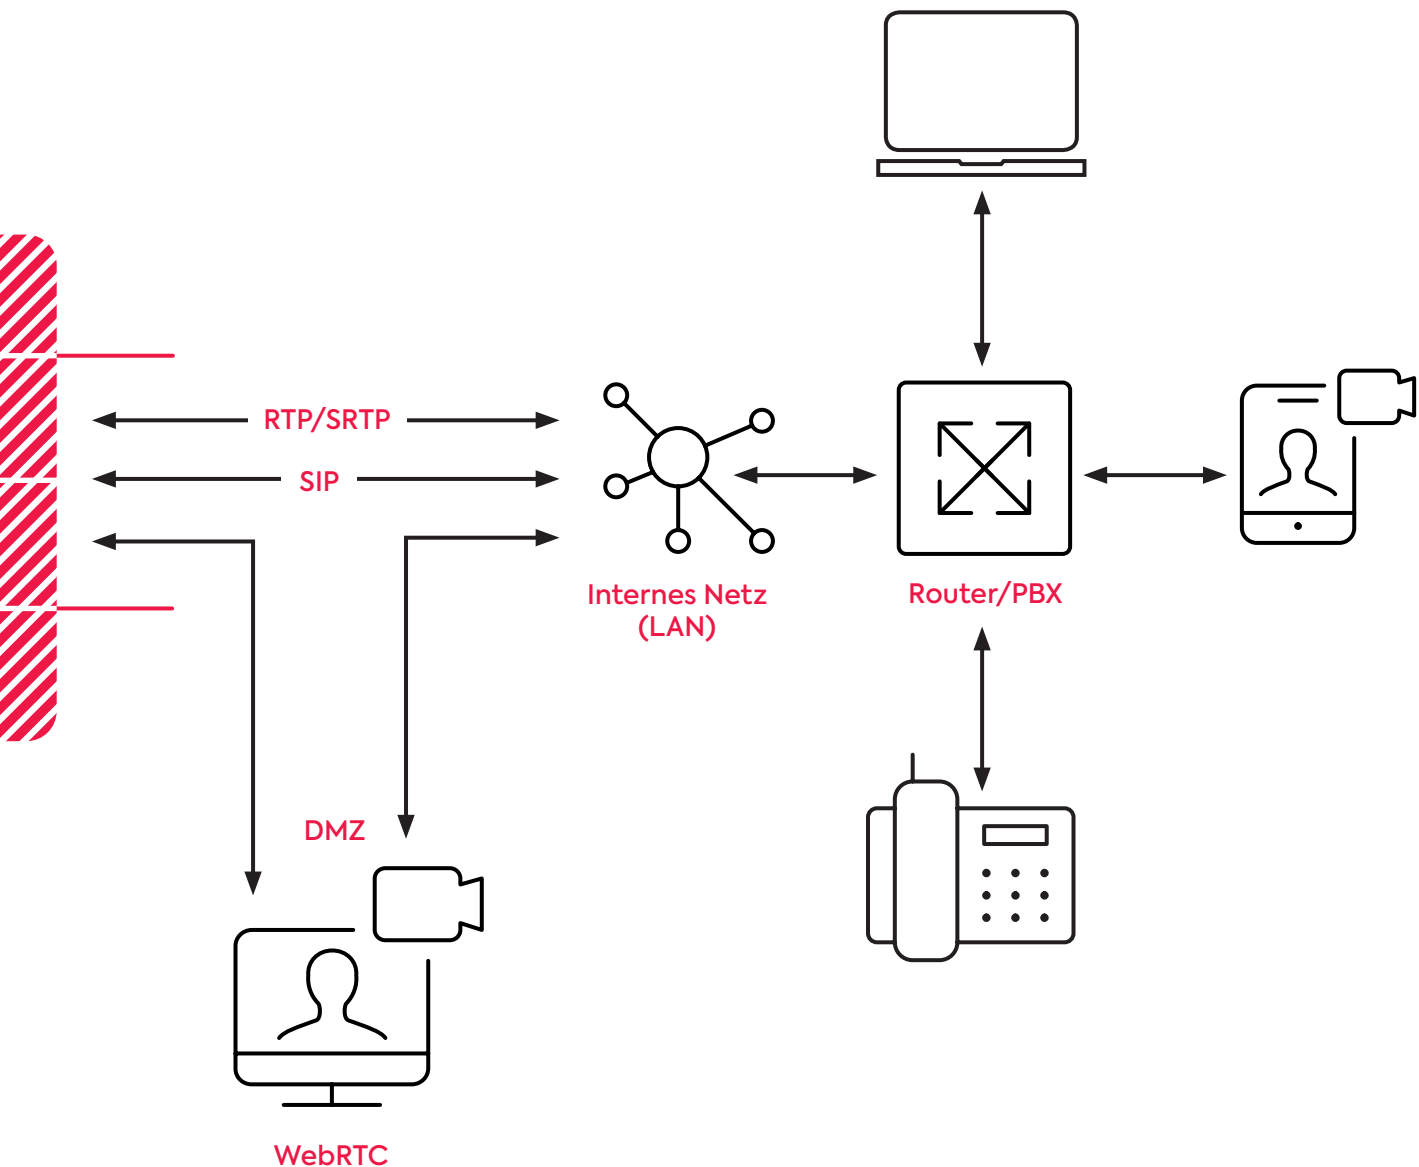 RTP/SRTP
SIP
Internes Netz
(LAN)
Router/PBX
DMZ
WebRTC